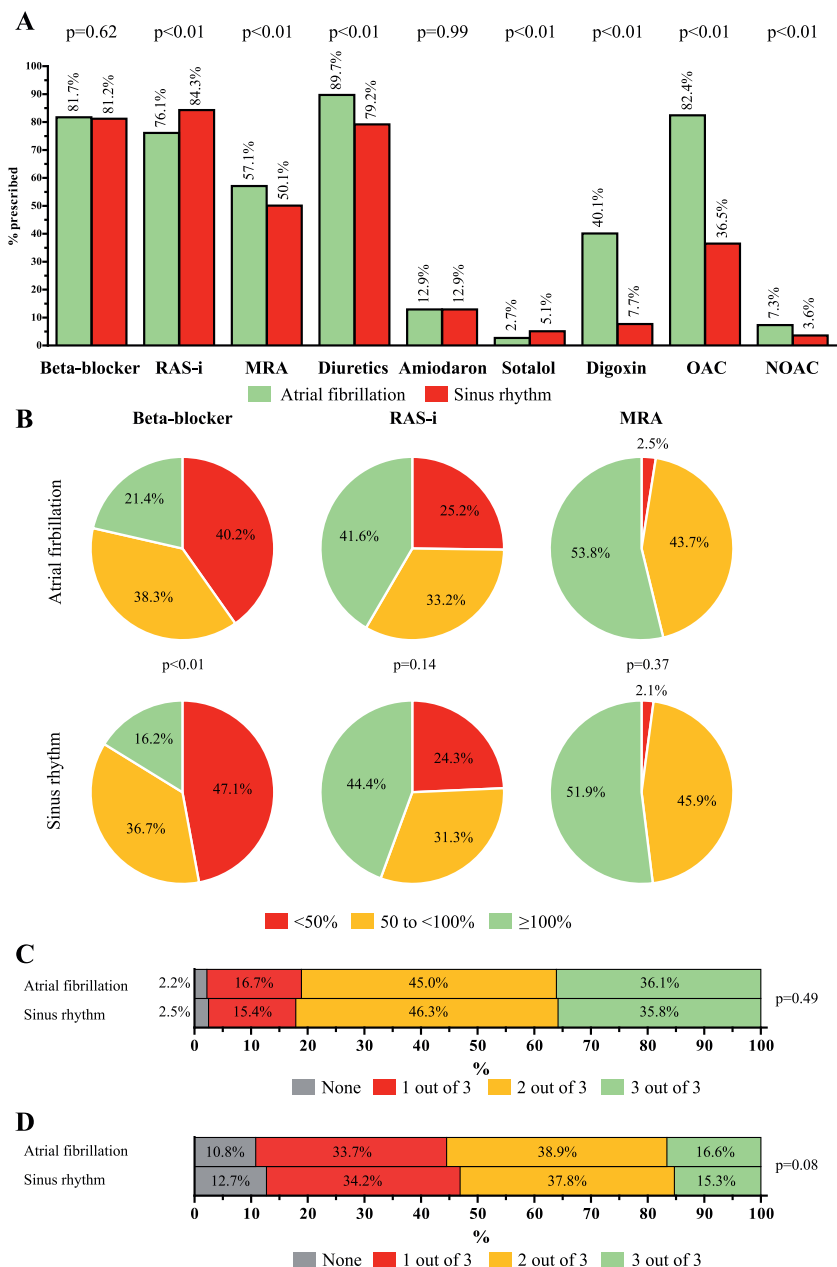 A
p=0.62 p<0.01 p<0.01 p<0.01 p=0.99 p<0.01 p<0.01 p<0.01 p<0.01
% prescribed
100
90
80
70
60
50
40
30
20
10
0
81.7% 81.2% 76.1% 84.3% 57.1% 50.1% 89.7% 79.2% 12.9% 12.9% 2.7% 5.1% 40.1% 7.7% 82.4% 36.5% 7.3% 3.6%
Beta-blocker RAS-i MRA Diuretics Amiodaron Sotalol Digoxin OAC NOAC
Atrial fibrillation Sinus rhythm
B
Beta-blocker RAS-i MRA
Atrial firbillation
21.4% 40.2% 38.3%
41.6% 25.2% 33.2%
2.5% 53.8% 43.7%
p<0.01 p=0.14 p=0.37
Sinus rhythm
16.2% 47.1% 36.7%
44.4% 24.3% 31.3%
2.1% 51.9% 45.9%
<50% 50 to <100% ≥100%
C
Atrial fibrillation 2.2% 16.7% 45.0% 36.1%
Sinus rhythm 2.5% 15.4% 46.3% 35.8%
p=0.49
0 10 20 30 40 50 60 70 80 90 100
%
None 1 out of 3 2 out of 3 3 out of 3
D
Atrial fibrillation 10.8% 33.7% 38.9% 16.6%
Sinus rhythm 12.7% 34.2% 37.8% 15.3%
p=0.08
0 10 20 30 40 50 60 70 80 90 100
%
None 1 out of 3 2 out of 3 3 out of 3